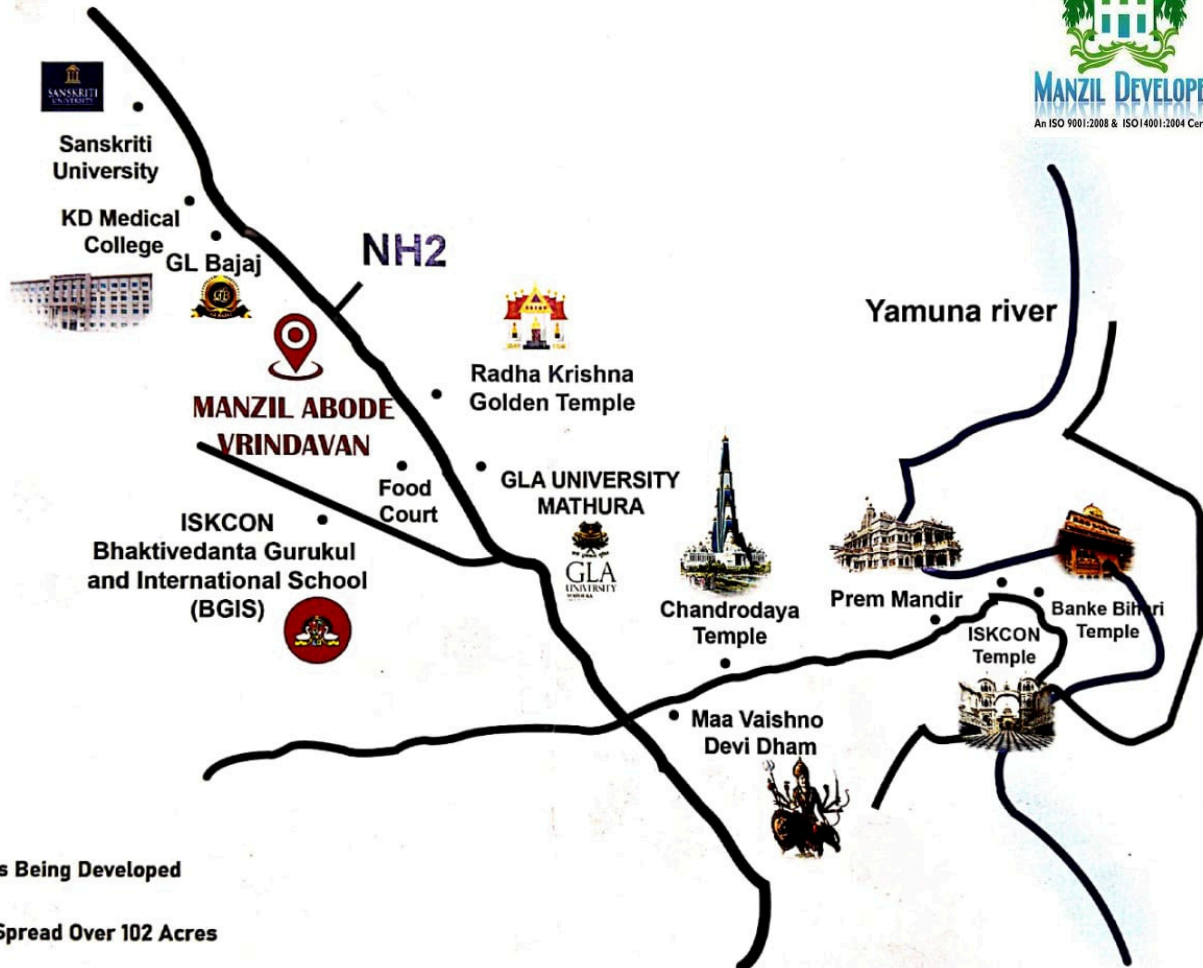 MANZIL DEVELOPE
An ISO 9001:2008 & ISO14001:2004 Cer
SANSKRITI
UNIVERSITY
Sanskriti
University
KD Medical
College
GL Bajaj
NH2
Yamuna river
Radha Krishna
Golden Temple
MANZIL ABODE
VRINDAVAN
Food
Court
GLA UNIVERSITY
MATHURA
GLA
UNIVERSITY
ISKCON
Bhaktivedanta Gurukul
and International School
(BGIS)
Chandrodaya
Temple
Prem Mandir
Banke Bihari
Temple
ISKCON
Temple
Maa Vaishno
Devi Dham
s Being Developed
Spread Over 102 Acres